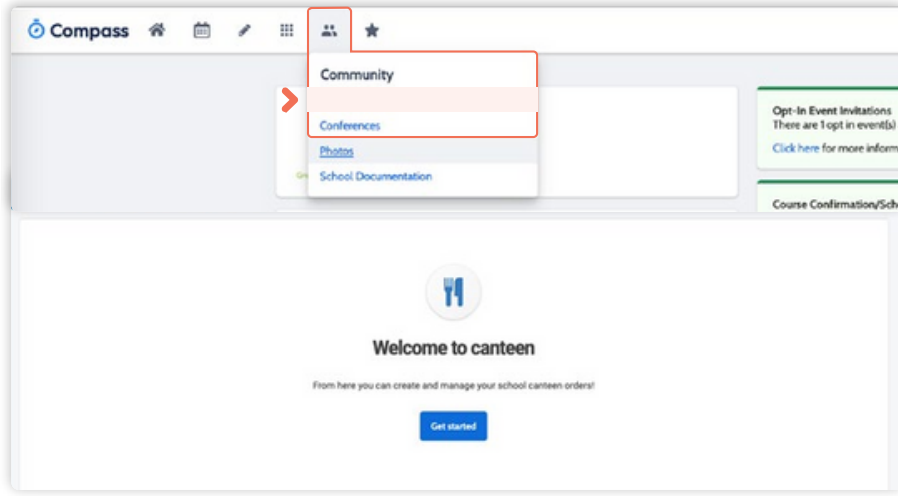 Compass
Community
Conferences
Photos
School Documentation
Opt-In Event Invitations
There are 1 opt in event(s)
Click here for more inform
Course Confirmation/Sch
Welcome to canteen
From here you can create and manage your school canteen orders!
Get started